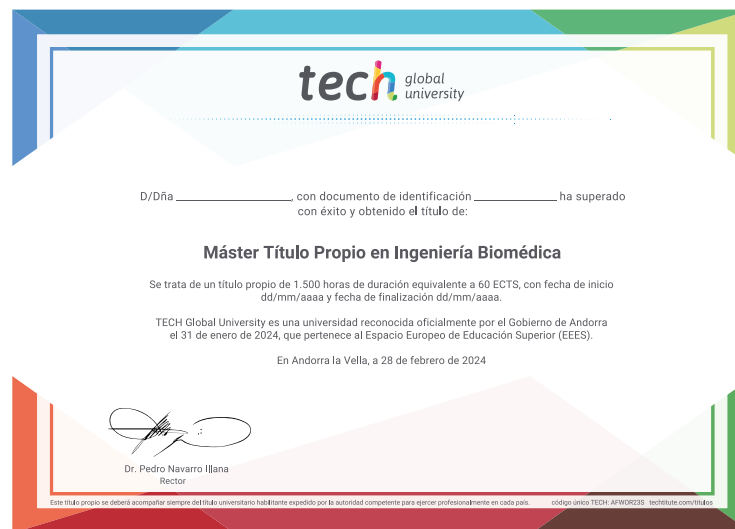 tech global university
D/Dña ____________________, con documento de identificación ______________ ha superado
con éxito y obtenido el título de:
Máster Título Propio en Ingeniería Biomédica
Se trata de un título propio de 1.500 horas de duración equivalente a 60 ECTS, con fecha de inicio
dd/mm/aaaa y fecha de finalización dd/mm/aaaa.
TECH Global University es una universidad reconocida oficialmente por el Gobierno de Andorra
el 31 de enero de 2024, que pertenece al Espacio Europeo de Educación Superior (EEES).
En Andorra la Vella, a 28 de febrero de 2024
Dr. Pedro Navarro Illana
Rector
Este título propio se deberá acompañar siempre del título universitario habilitante expedido por la autoridad competente para ejercer profesionalmente en cada país. código único TECH: AFWOR23S techtitute.com/titulos